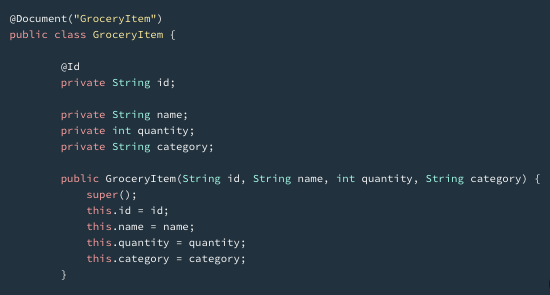 @Document("GroceryItem")
public class GroceryItem {
@Id
private String id;
private String name;
private int quantity;
private String category;
public GroceryItem(String id, String name, int quantity, String category) {
super();
this.id = id;
this.name = name;
this.quantity = quantity;
this.category = category;
}